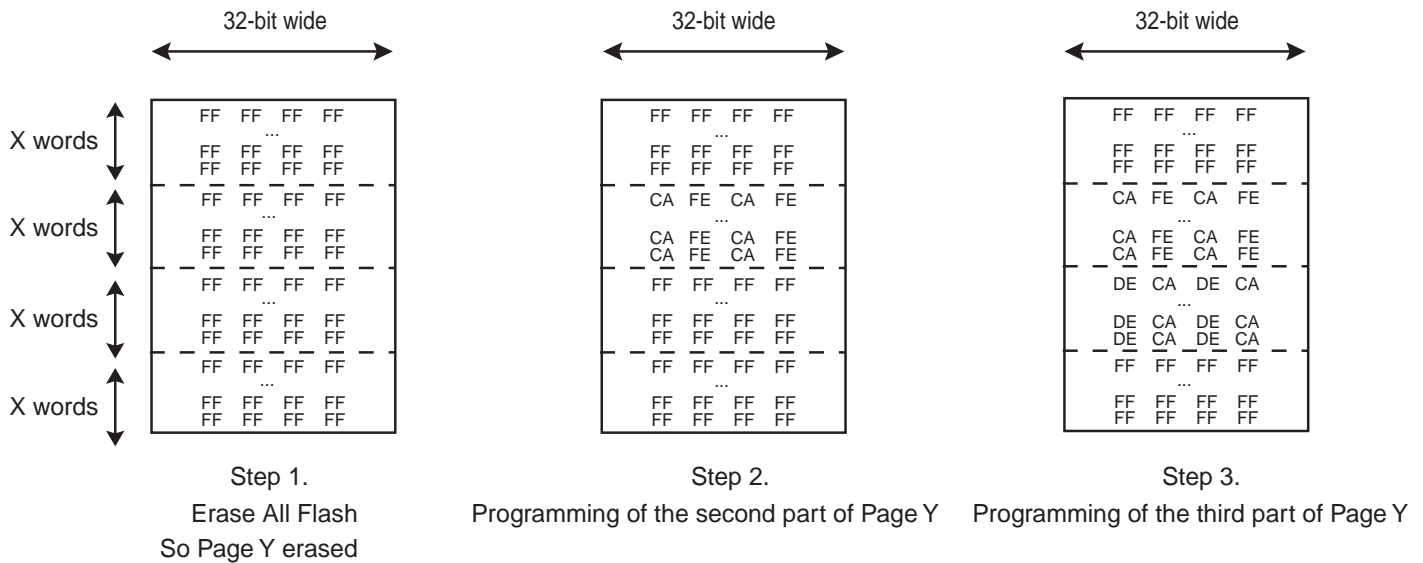 32-bit wide 32-bit wide 32-bit wide
X words
FF FF FF FF
...
FF FF FF FF
FF FF FF FF
X words
FF FF FF FF
...
FF FF FF FF
FF FF FF FF
X words
FF FF FF FF
...
FF FF FF FF
FF FF FF FF
X words
FF FF FF FF
...
FF FF FF FF
FF FF FF FF
Step 1.
Erase All Flash
So Page Y erased
FF FF FF FF
...
FF FF FF FF
FF FF FF FF
CA FE CA FE
...
CA FE CA FE
CA FE CA FE
FF FF FF FF
...
FF FF FF FF
FF FF FF FF
FF FF FF FF
...
FF FF FF FF
FF FF FF FF
Step 2.
Programming of the second part of Page Y
FF FF FF FF
...
FF FF FF FF
FF FF FF FF
CA FE CA FE
...
CA FE CA FE
CA FE CA FE
DE CA DE CA
...
DE CA DE CA
DE CA DE CA
FF FF FF FF
...
FF FF FF FF
FF FF FF FF
Step 3.
Programming of the third part of Page Y